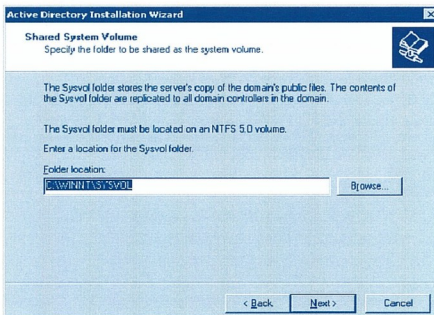 Active Directory Installation Wizard
Shared System Volume
Specify the folder to be shared as the system volume.
The Sysvol folder stores the server's copy of the domain's public files. The contents of
the Sysvol folder are replicated to all domain controllers in the domain.
The Sysvol folder must be located on an NTFS 5.0 volume.
Enter a location for the Sysvol folder.
Folder location:
C:\WINNT\SYSVOL
Browse...
< Back
Next >
Cancel